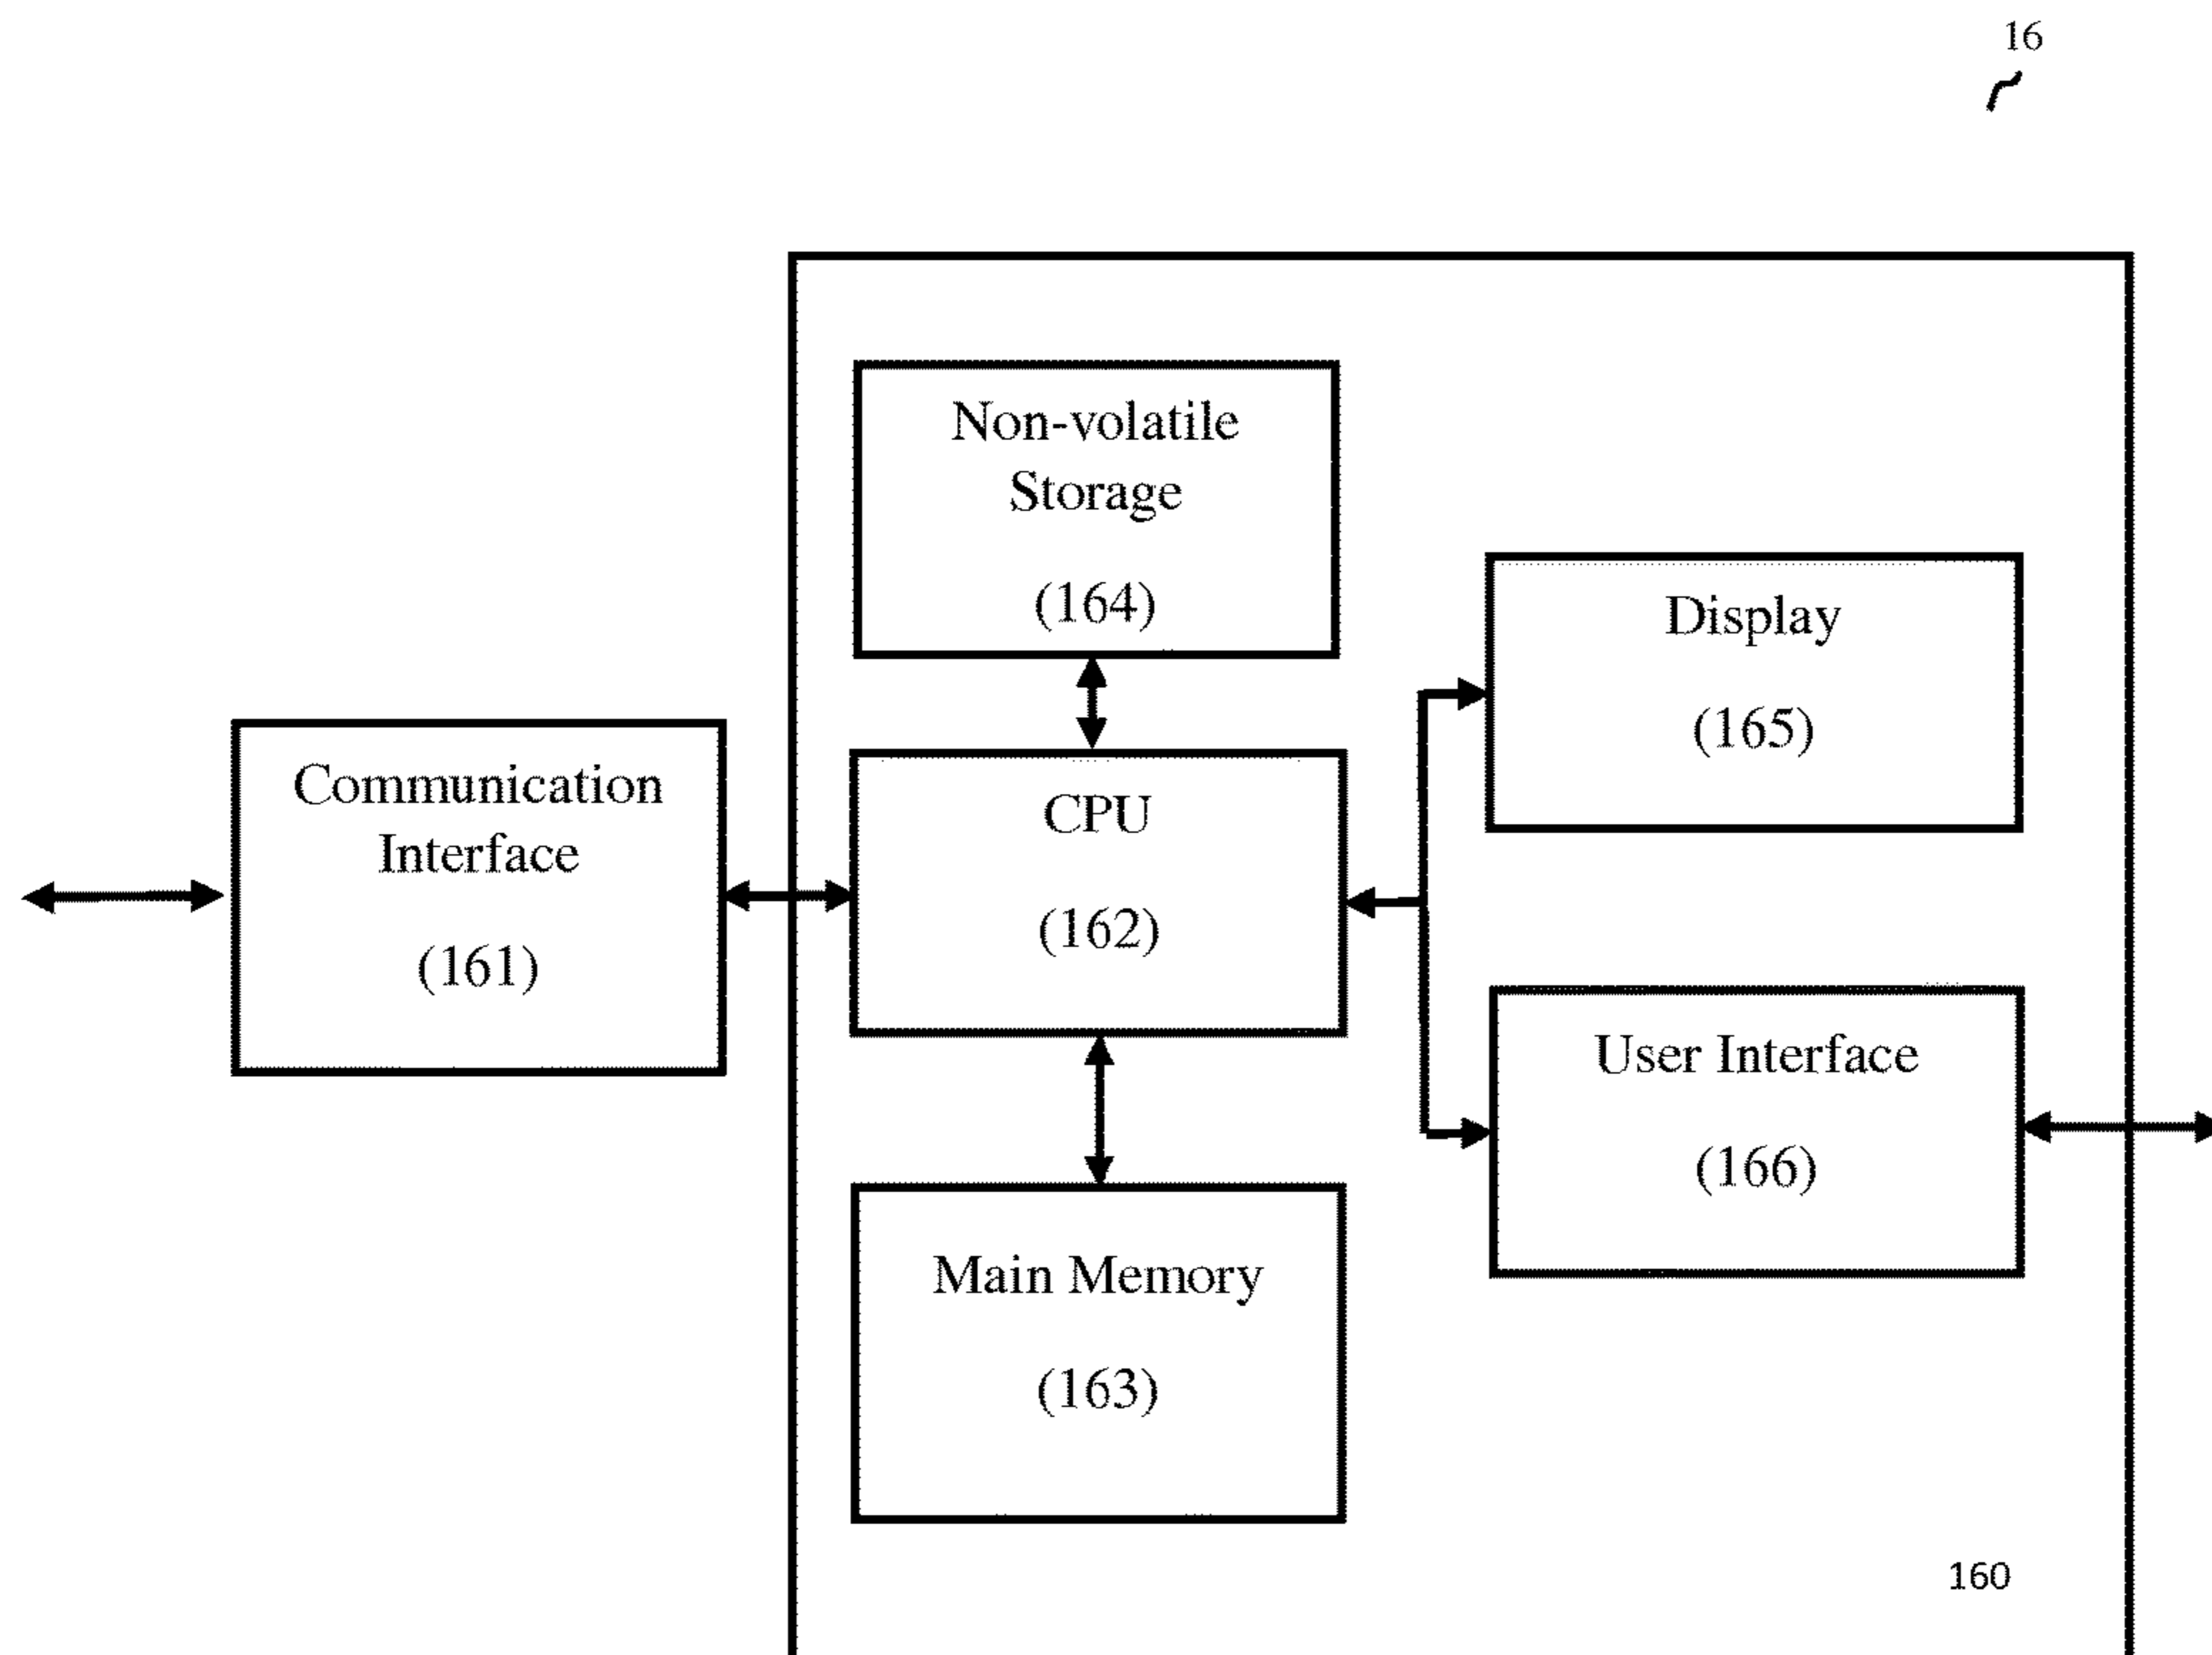 16
Non-volatile
Storage
(164)
Display
(165)
Communication
Interface
(161)
CPU
(162)
User Interface
(166)
Main Memory
(163)
160